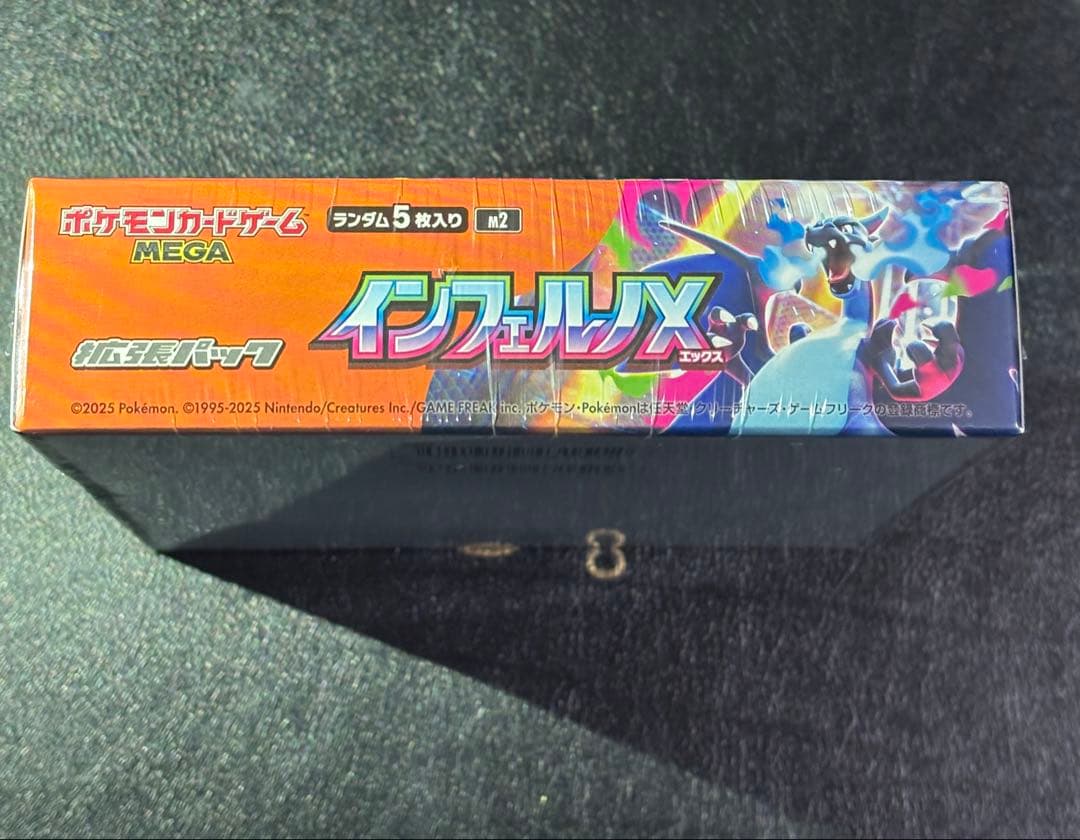 ポケモンカードゲーム™
MEGA
ランダム5枚入り M2
拡張パック
インフェルノX
エックス
©2025 Pokémon. ©1995-2025 Nintendo/Creatures Inc./GAME FREAK inc. ポケモン・Pokémonは任天堂・クリーチャーズ・ゲームフリークの登録商標です。